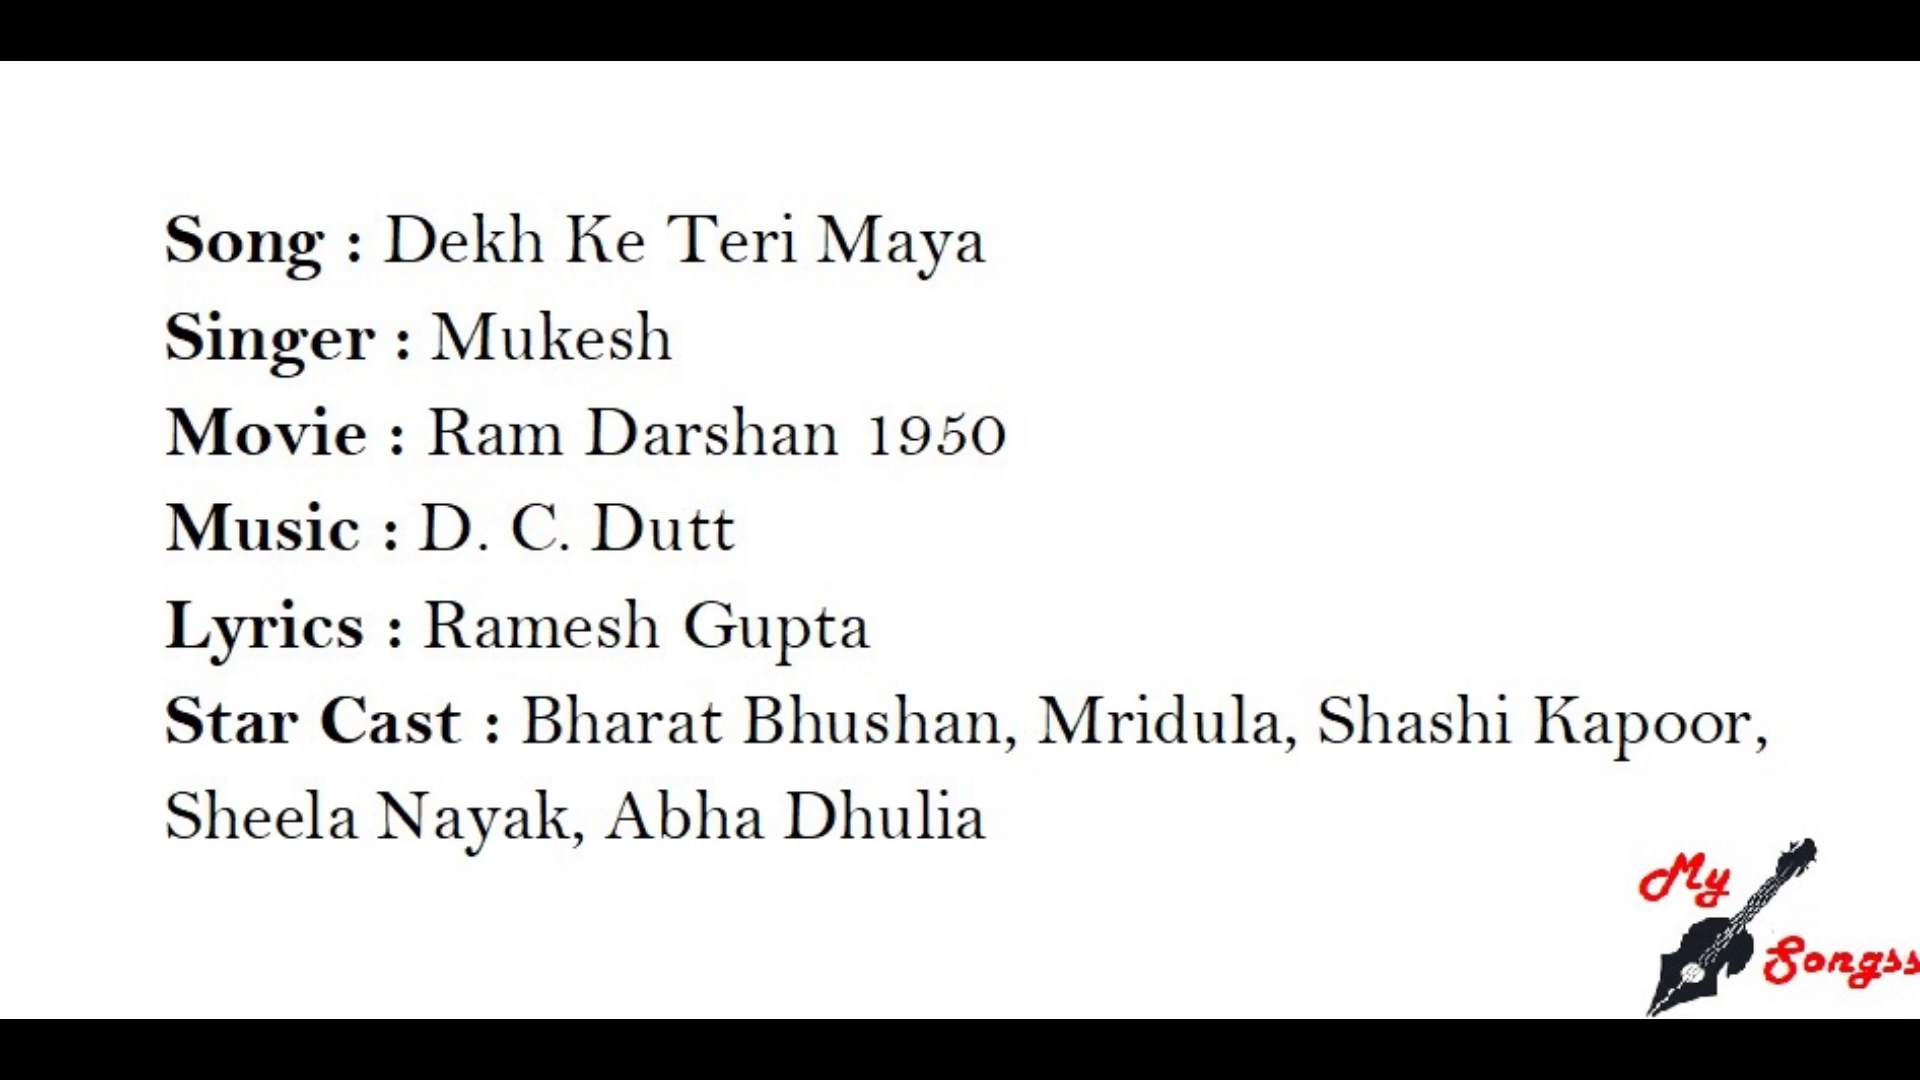 Song : Dekh Ke Teri Maya
Singer : Mukesh
Movie : Ram Darshan 1950
Music : D. C. Dutt
Lyrics : Ramesh Gupta
Star Cast : Bharat Bhushan, Mridula, Shashi Kapoor,
Sheela Nayak, Abha Dhulia
My
Songss